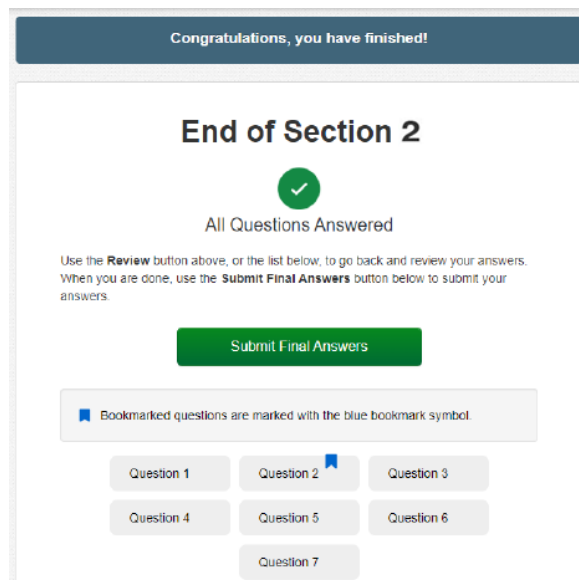 Congratulations, you have finished!
End of Section 2
All Questions Answered
Use the Review button above, or the list below, to go back and review your answers.
When you are done, use the Submit Final Answers button below to submit your
answers.
Submit Final Answers
Bookmarked questions are marked with the blue bookmark symbol.
Question 1 Question 2 Question 3
Question 4 Question 5 Question 6
Question 7